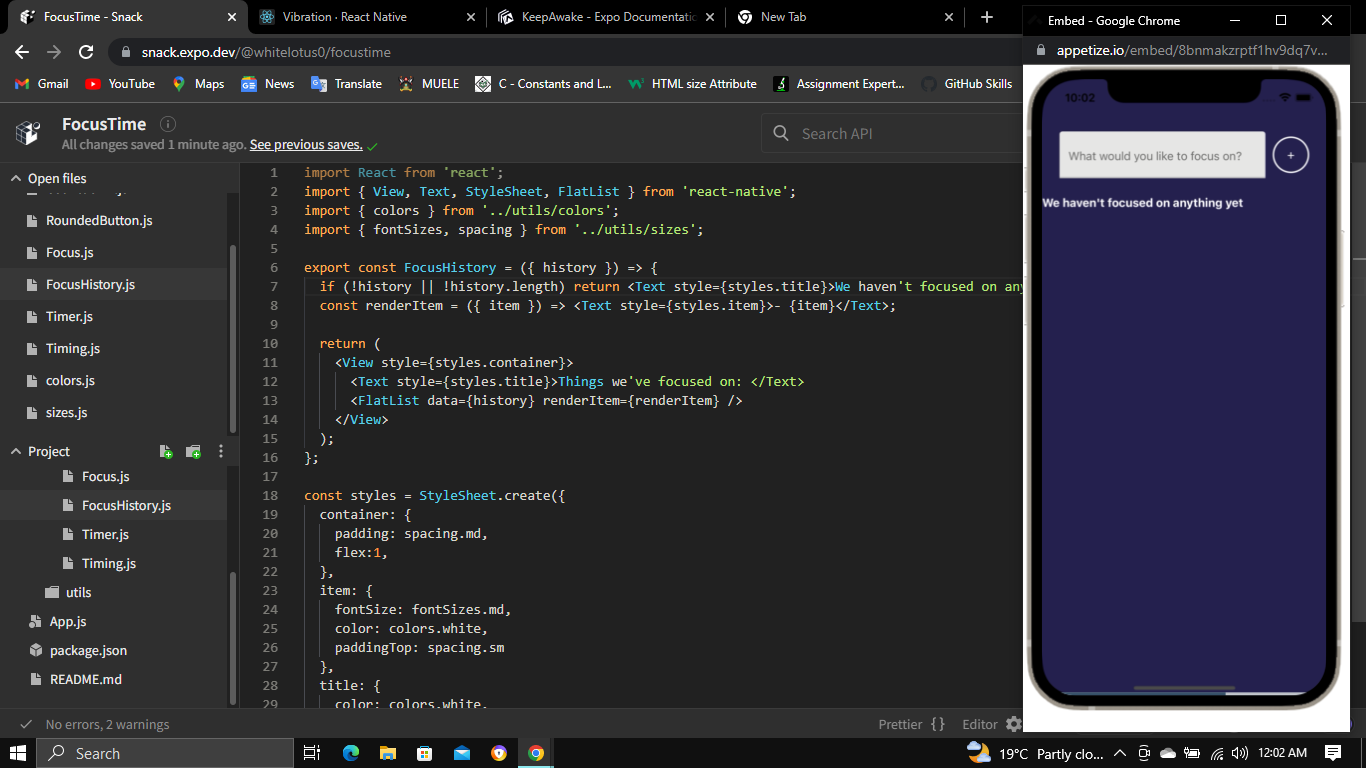 FocusTime - Snack
Vibration · React Native
KeepAwake - Expo Documentatio
New Tab
Embed - Google Chrome
snack.expo.dev/@whitelotus0/focustime
appetize.io/embed/8bnmakzrptf1hv9dq7v...
Gmail
YouTube
Maps
News
Translate
MUELE
C - Constants and L...
HTML size Attribute
Assignment Expert...
GitHub Skills
FocusTime
All changes saved 1 minute ago. See previous saves.
Search API
Open files
RoundedButton.js
Focus.js
FocusHistory.js
Timer.js
Timing.js
colors.js
sizes.js
Project
Focus.js
FocusHistory.js
Timer.js
Timing.js
utils
App.js
package.json
README.md
1 import React from 'react';
2 import { View, Text, StyleSheet, FlatList } from 'react-native';
3 import { colors } from '../utils/colors';
4 import { fontSizes, spacing } from '../utils/sizes';
5
6 export const FocusHistory = ({ history }) => {
7 if (!history || !history.length) return <Text style={styles.title}>We haven't focused on any
8 const renderItem = ({ item }) => <Text style={styles.item}>- {item}</Text>;
9
10 return (
11 <View style={styles.container}>
12 <Text style={styles.title}>Things we've focused on: </Text>
13 <FlatList data={history} renderItem={renderItem} />
14 </View>
15 );
16 };
17
18 const styles = StyleSheet.create({
19 container: {
20 padding: spacing.md,
21 flex:1,
22 },
23 item: {
24 fontSize: fontSizes.md,
25 color: colors.white,
26 paddingTop: spacing.sm
27 },
28 title: {
29 color: colors.white,
10:02
What would you like to focus on?
+
We haven't focused on anything yet
No errors, 2 warnings
Prettier { }
Editor
Search
19°C Partly clo...
12:02 AM